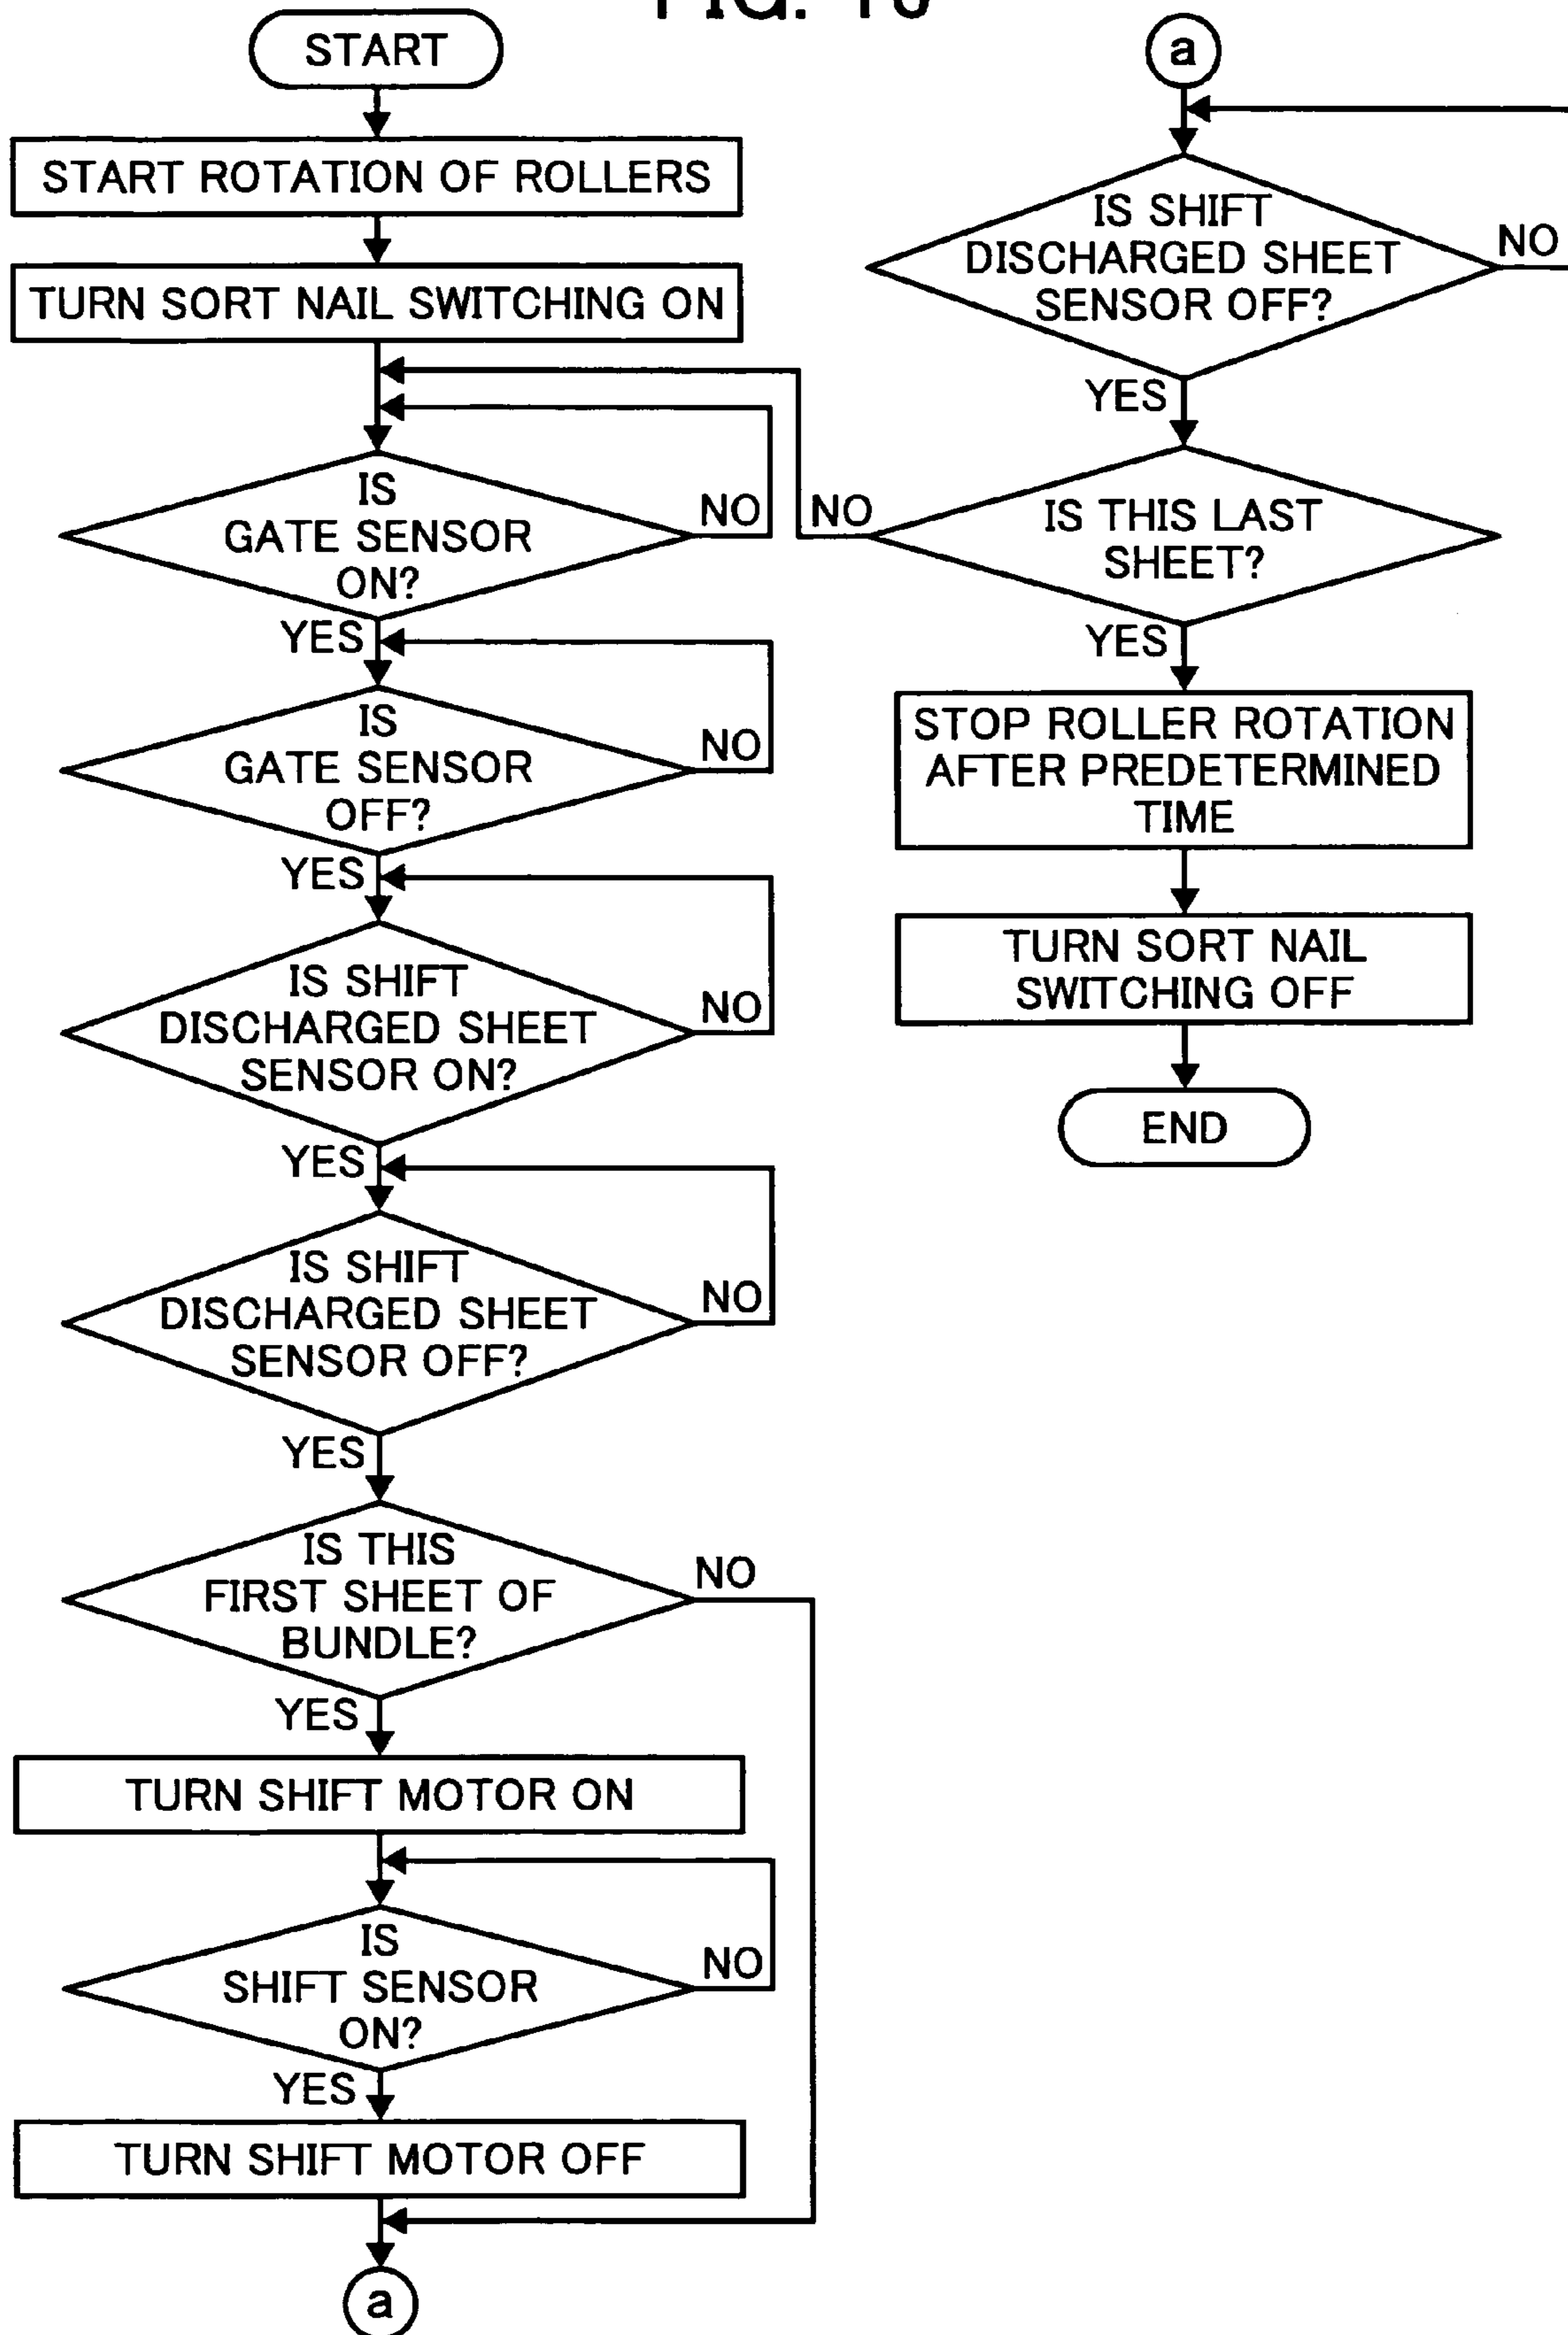 START
START ROTATION OF ROLLERS
TURN SORT NAIL SWITCHING ON
IS
GATE SENSOR
ON?
NO
YES
IS
GATE SENSOR
OFF?
NO
YES
IS SHIFT
DISCHARGED SHEET
SENSOR ON?
NO
YES
IS SHIFT
DISCHARGED SHEET
SENSOR OFF?
NO
YES
IS THIS
FIRST SHEET OF
BUNDLE?
NO
YES
TURN SHIFT MOTOR ON
IS
SHIFT SENSOR
ON?
NO
YES
TURN SHIFT MOTOR OFF
a
a
IS SHIFT
DISCHARGED SHEET
SENSOR OFF?
NO
YES
IS THIS LAST
SHEET?
NO
YES
STOP ROLLER ROTATION
AFTER PREDETERMINED
TIME
TURN SORT NAIL
SWITCHING OFF
END